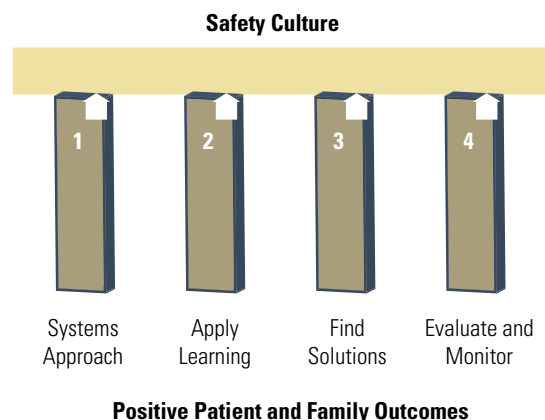 Safety Culture
1
2
3
4
Systems
Approach
Apply
Learning
Find
Solutions
Evaluate and
Monitor
Positive Patient and Family Outcomes